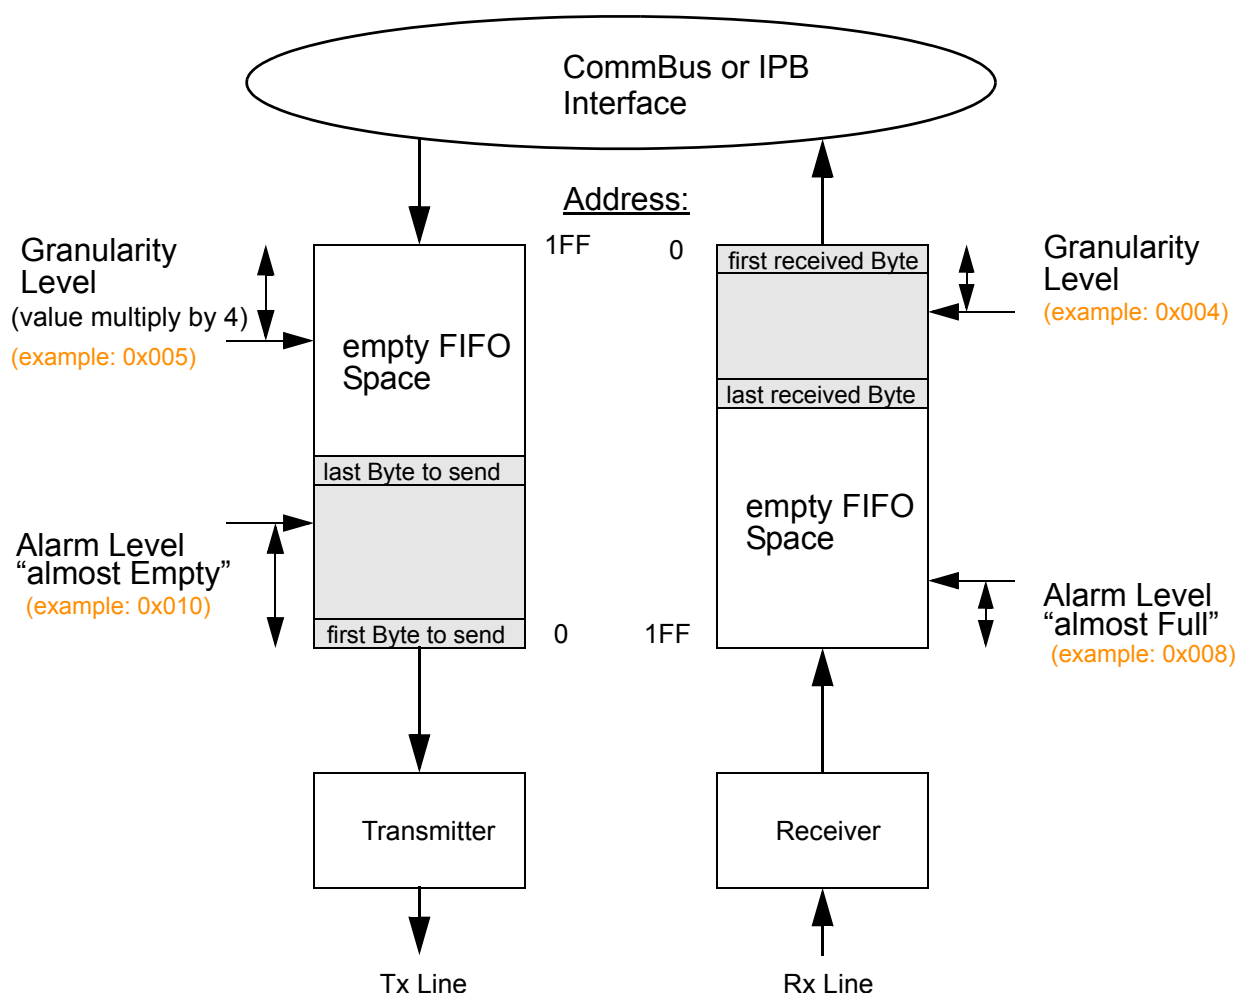 CommBus or IPB
Interface
Address:
Granularity
Level
(value multiply by 4)
(example: 0x005)
1FF
0
first received Byte
Granularity
Level
(example: 0x004)
empty FIFO
Space
last received Byte
last Byte to send
empty FIFO
Space
Alarm Level
“almost Empty”
(example: 0x010)
Alarm Level
“almost Full”
(example: 0x008)
first Byte to send
0
1FF
Transmitter
Receiver
Tx Line
Rx Line